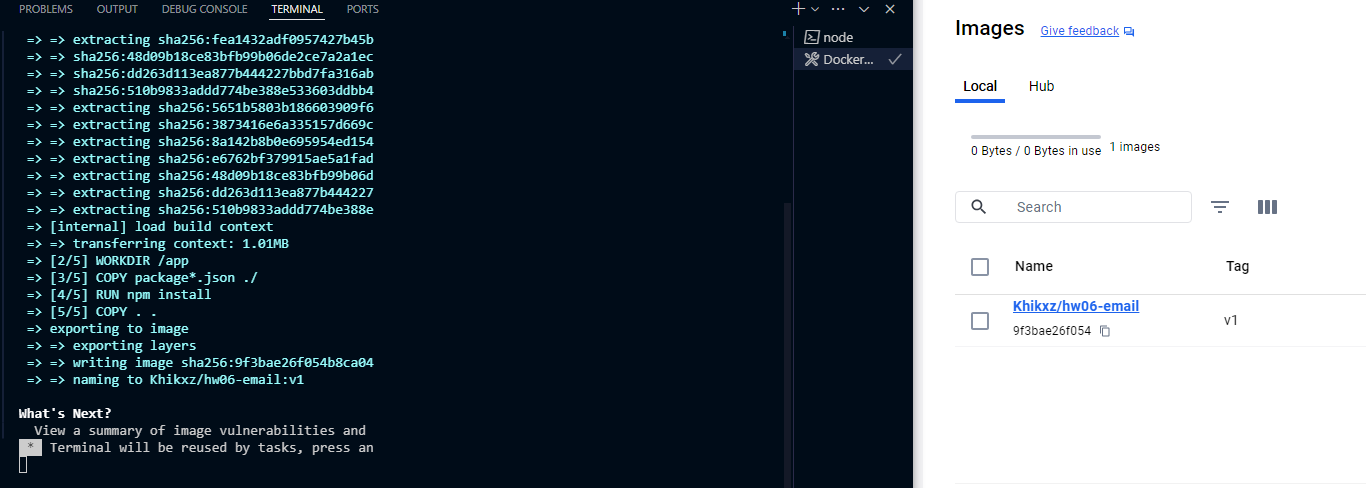 PROBLEMS OUTPUT DEBUG CONSOLE TERMINAL PORTS
=> => extracting sha256:fea1432adf0957427b45b
=> => sha256:48d09b18ce83bfb99b06de2ce7a2a1ec
=> => sha256:dd263d113ea877b444227bbd7fa316ab
=> => sha256:510b9833addd774be388e533603ddbb4
=> => extracting sha256:5651b5803b186603909f6
=> => extracting sha256:3873416e6a335157d669c
=> => extracting sha256:8a142b8b0e695954ed154
=> => extracting sha256:e6762bf379915ae5a1fad
=> => extracting sha256:48d09b18ce83bfb99b06d
=> => extracting sha256:dd263d113ea877b444227
=> => extracting sha256:510b9833addd774be388e
=> [internal] load build context
=> => transferring context: 1.01MB
=> [2/5] WORKDIR /app
=> [3/5] COPY package*.json ./
=> [4/5] RUN npm install
=> [5/5] COPY . .
=> exporting to image
=> => exporting layers
=> => writing image sha256:9f3bae26f054b8ca04
=> => naming to Khikxz/hw06-email:v1
What's Next?
View a summary of image vulnerabilities and
* Terminal will be reused by tasks, press an
node
Docker...
Images Give feedback
Local Hub
0 Bytes / 0 Bytes in use 1 images
Search
Name Tag
Khikxz/hw06-email
9f3bae26f054 v1